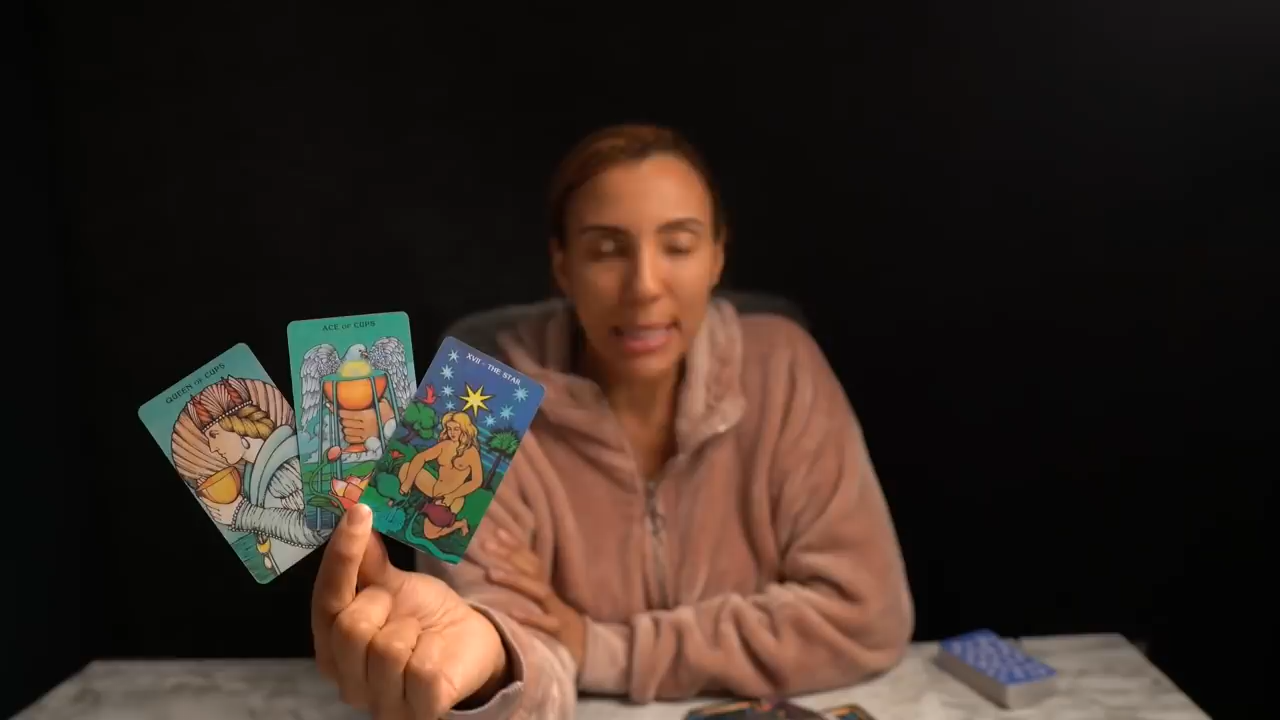 QUEEN OF CUPS
ACE OF CUPS
XVII - THE STAR